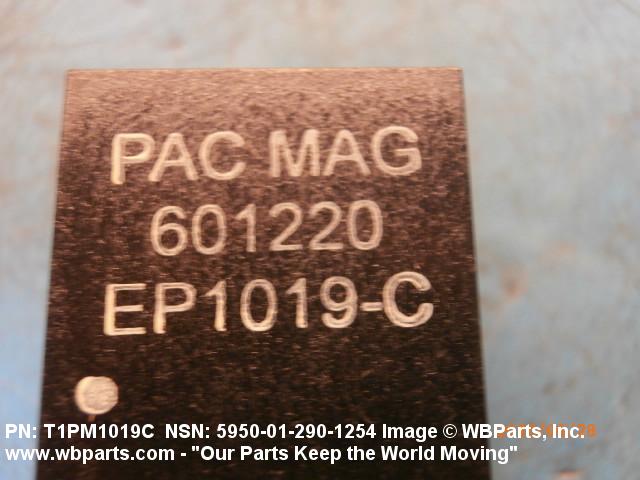 PAC MAG
601220
EP1019-C
PN: T1PM1019C NSN: 5950-01-290-1254 Image © WBParts, Inc.
www.wbparts.com - "Our Parts Keep the World Moving"